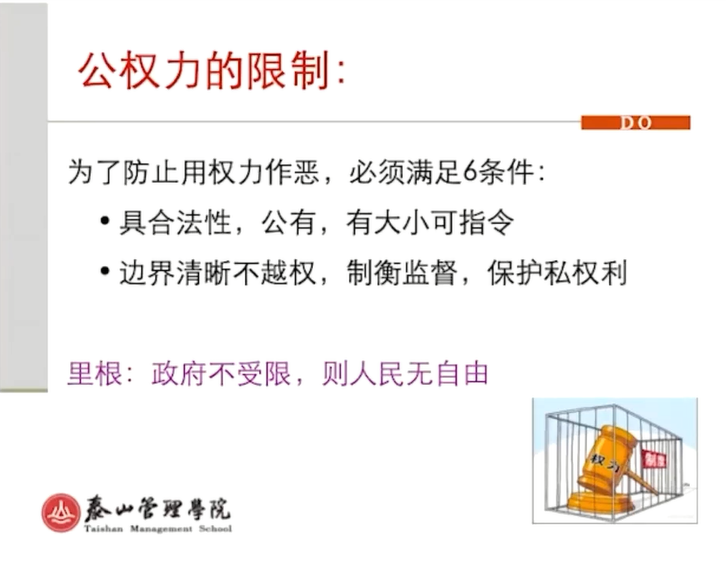 公权力的限制：
DO
为了防止用权力作恶，必须满足6条件：
• 具合法性，公有，有大小可指令
• 边界清晰不越权，制衡监督，保护私权利
里根：政府不受限，则人民无自由
权力
制度
泰山管理學院
Taishan Management School